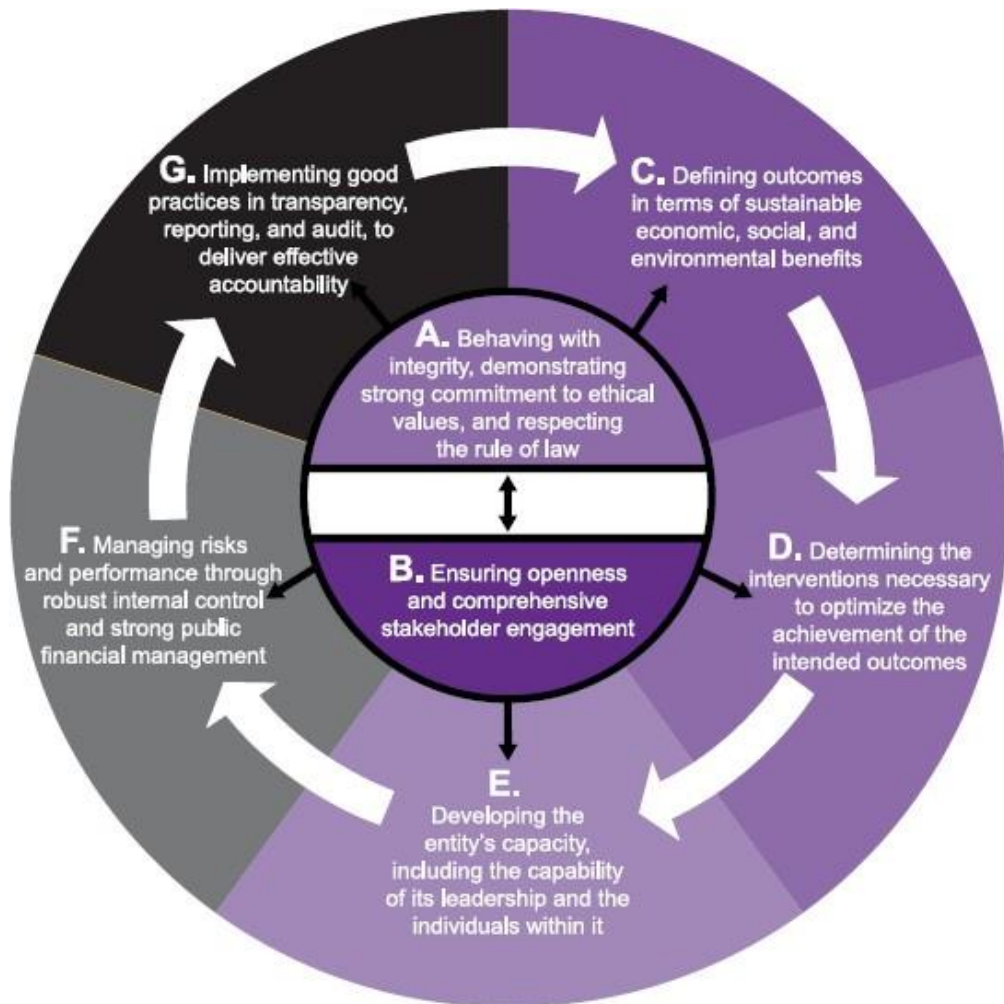 G. Implementing good
practices in transparency,
reporting, and audit, to
deliver effective
accountability
C. Defining outcomes
in terms of sustainable
economic, social, and
environmental benefits
A. Behaving with
integrity, demonstrating
strong commitment to ethical
values, and respecting
the rule of law
B. Ensuring openness
and comprehensive
stakeholder engagement
F. Managing risks
and performance through
robust internal control
and strong public
financial management
D. Determining the
interventions necessary
to optimize the
achievement of the
intended outcomes
E.
Developing the
entity's capacity,
including the capability
of its leadership and the
individuals within it